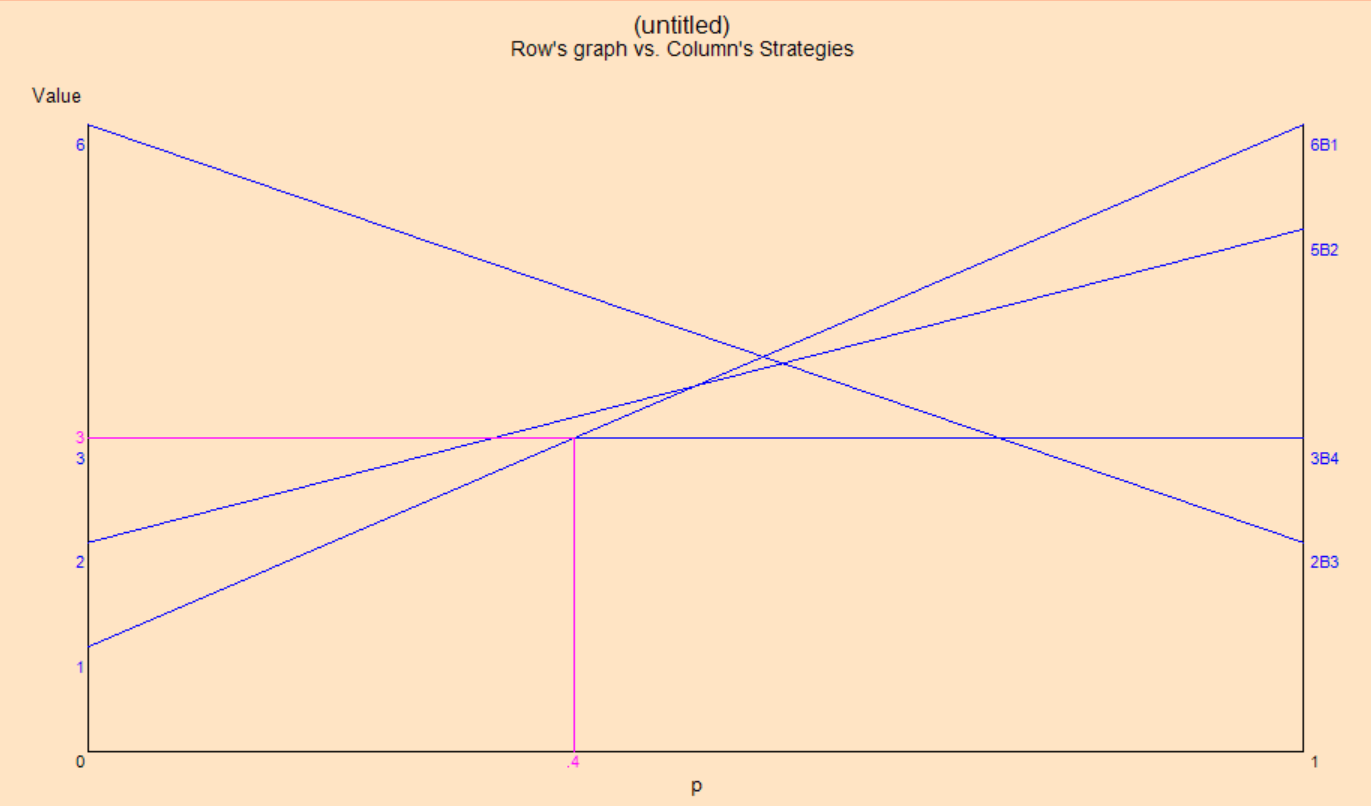 (untitled)
Row's graph vs. Column's Strategies
Value
6 6B1
5B2
3
3 3B4
2 2B3
1
0 .4 1
p